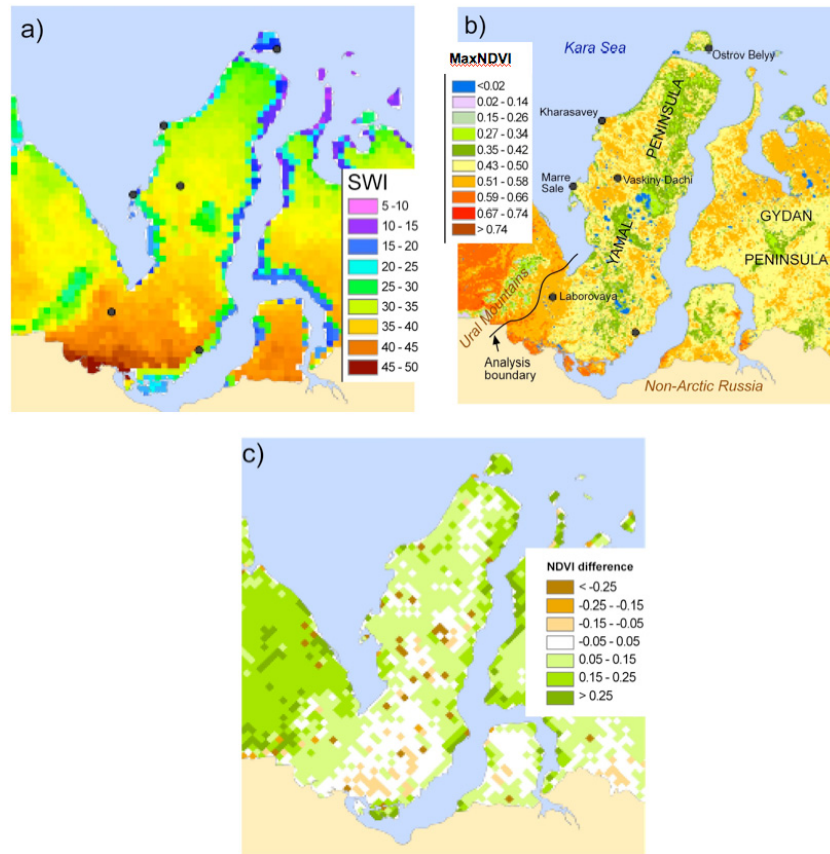 a)
SWI
5 - 10
10 - 15
15 - 20
20 - 25
25 - 30
30 - 35
35 - 40
40 - 45
45 - 50
b)
MaxNDVI
<0.02
0.02 - 0.14
0.15 - 0.26
0.27 - 0.34
0.35 - 0.42
0.43 - 0.50
0.51 - 0.58
0.59 - 0.66
0.67 - 0.74
> 0.74
Kara Sea
Ostrov Belyy
Kharasavey
PENINSULA
Marre
Sale
Vaskiny-Dachi
YAMAL
GYDAN
PENINSULA
Ural Mountains
Laborovaya
Analysis
boundary
Non-Arctic Russia
c)
NDVI difference
< -0.25
-0.25 - -0.15
-0.15 - -0.05
-0.05 - 0.05
0.05 - 0.15
0.15 - 0.25
> 0.25